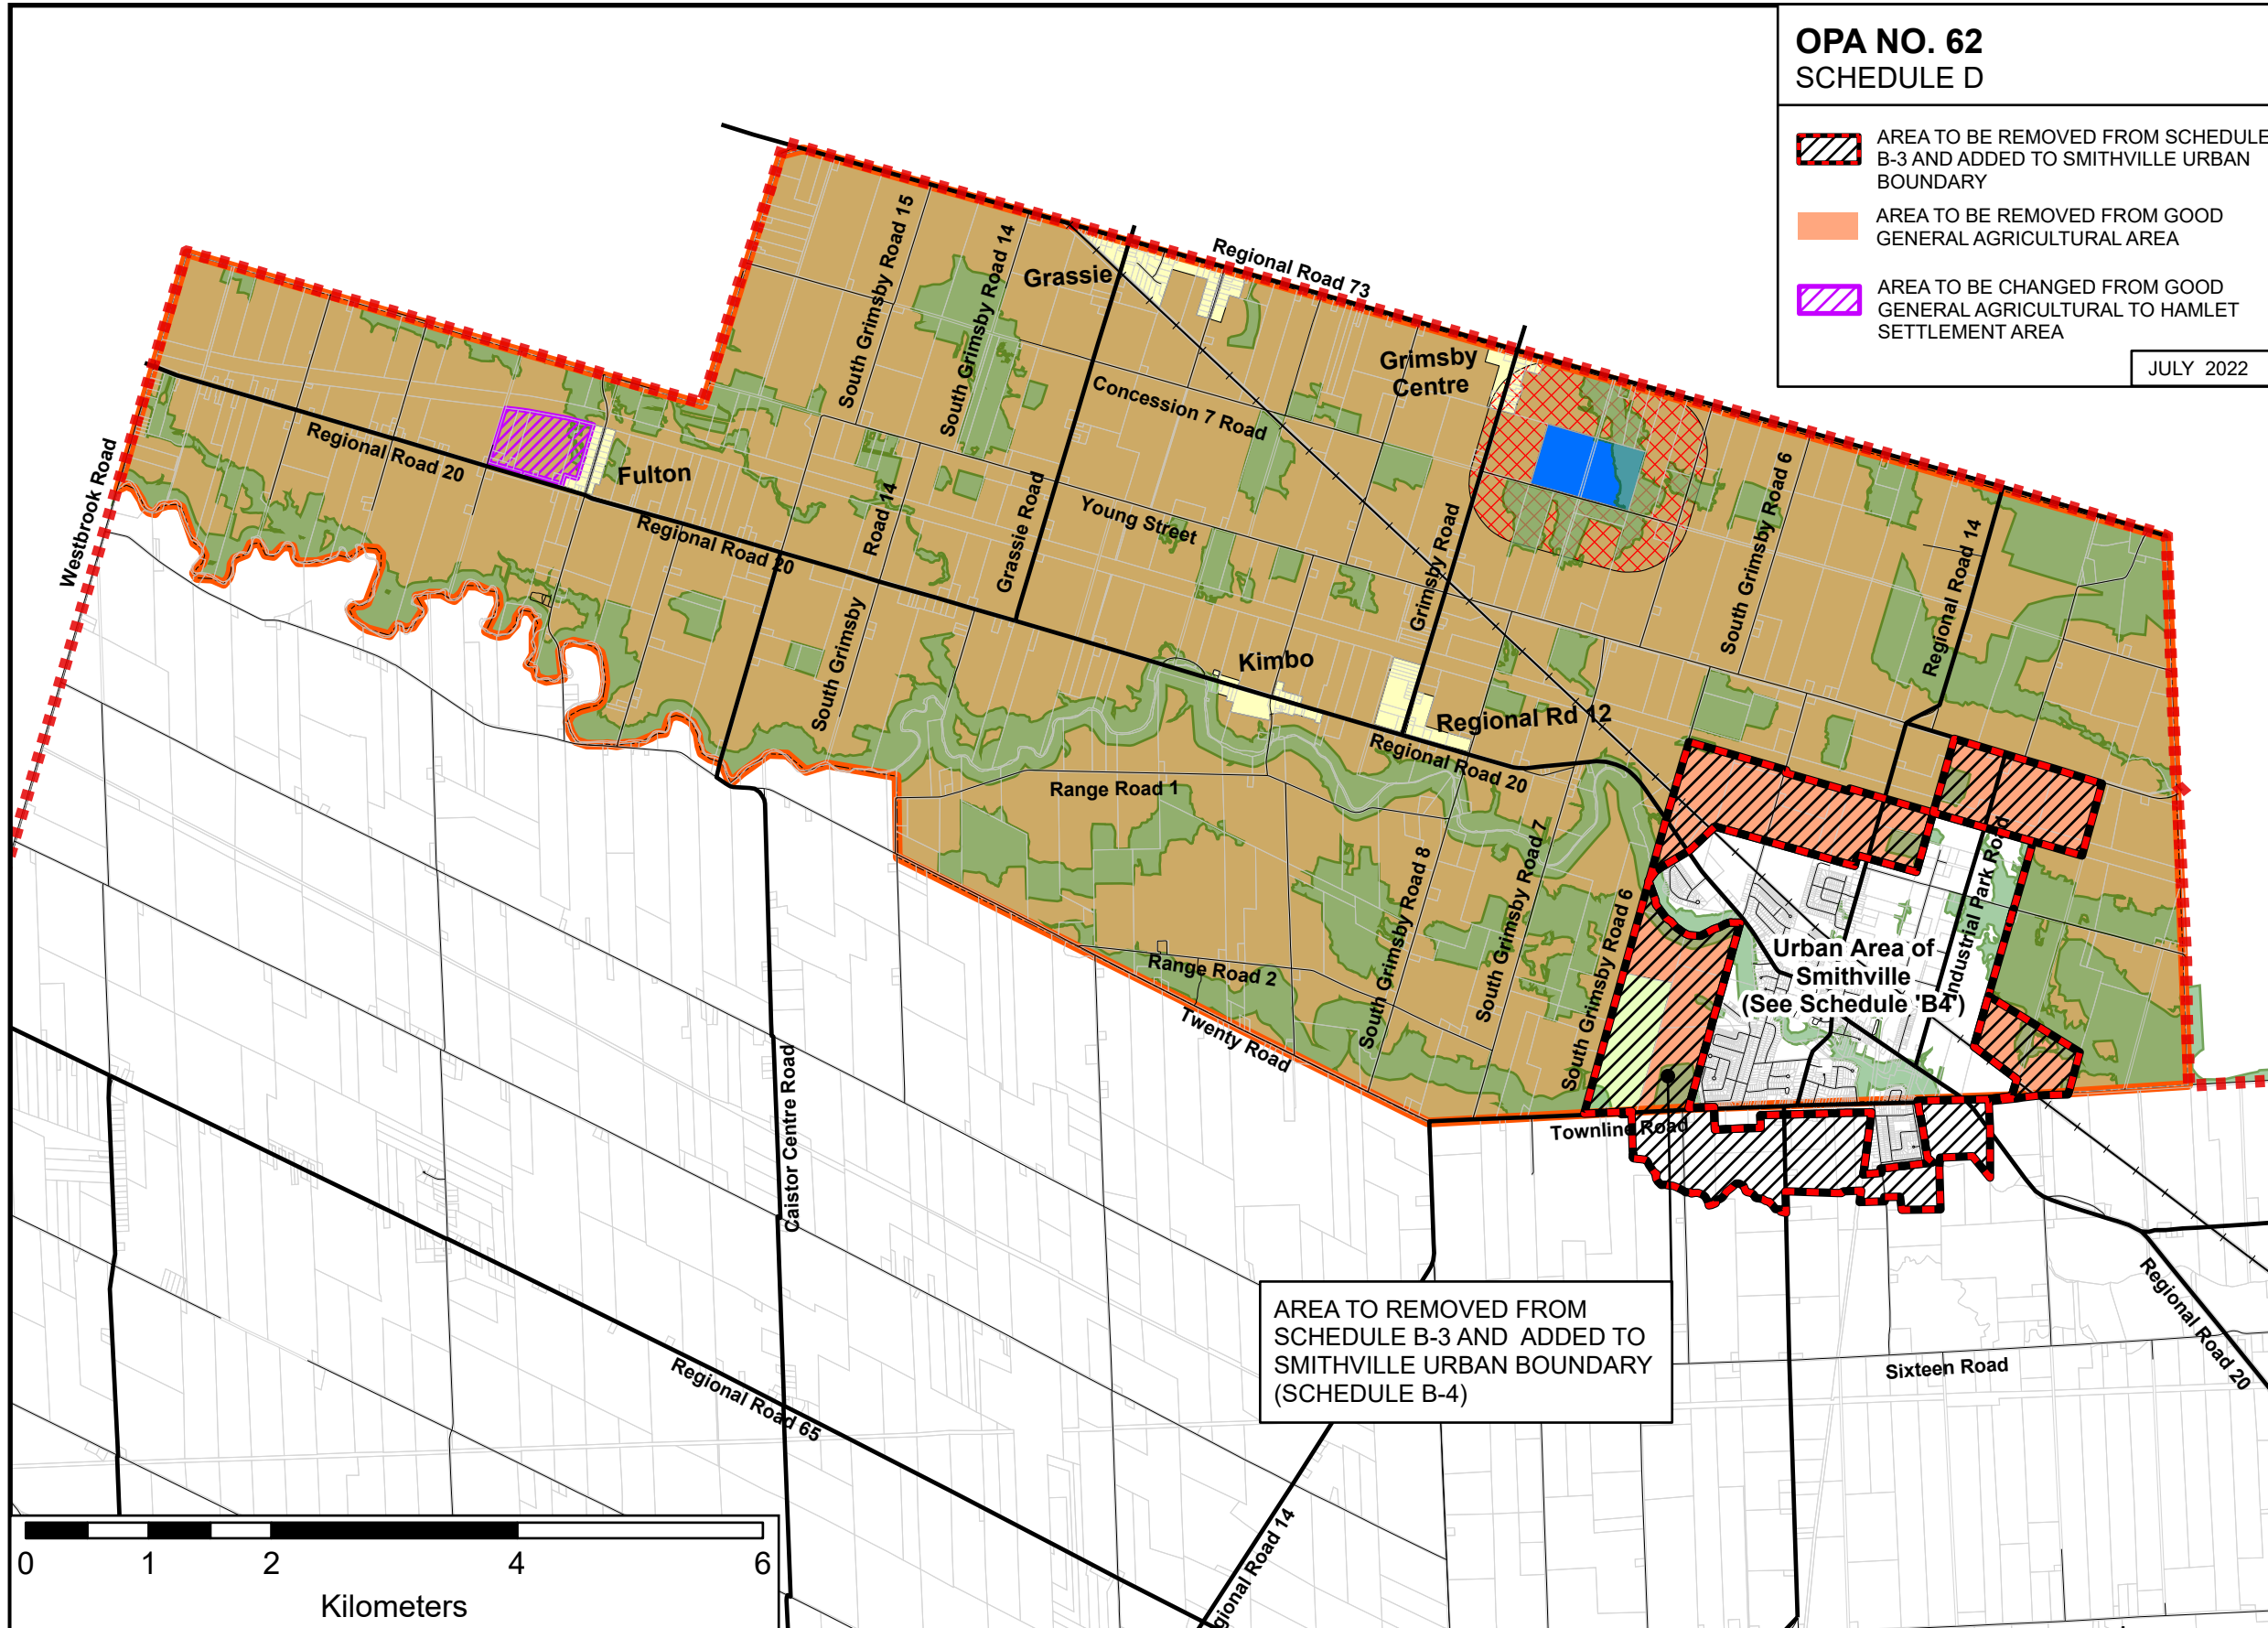 OPA NO. 62
SCHEDULE D
AREA TO BE REMOVED FROM SCHEDULE
B-3 AND ADDED TO SMITHVILLE URBAN
BOUNDARY
AREA TO BE REMOVED FROM GOOD
GENERAL AGRICULTURAL AREA
AREA TO BE CHANGED FROM GOOD
GENERAL AGRICULTURAL TO HAMLET
SETTLEMENT AREA
JULY 2022
South Grimsby Road 15
South Grimsby Road 14
Grassie
Regional Road 73
Grimsby
Centre
Concession 7 Road
Westbrook Road
Regional Road 20
Fulton
Regional Road 20
Road 14
South Grimsby
Grassie Road
Young Street
Grimsby Road
South Grimsby Road 6
Regional Road 14
Kimbo
Regional Rd 12
Regional Road 20
Range Road 1
South Grimsby Road 8
South Grimsby Road 7
South Grimsby Road 6
Industrial Park Road
Urban Area of
Smithville
(See Schedule 'B4')
Range Road 2
Twenty Road
Townline Road
Caistor Centre Road
AREA TO REMOVED FROM
SCHEDULE B-3 AND ADDED TO
SMITHVILLE URBAN BOUNDARY
(SCHEDULE B-4)
Regional Road 20
Sixteen Road
Regional Road 65
gional Road 14
0 1 2 4 6
Kilometers